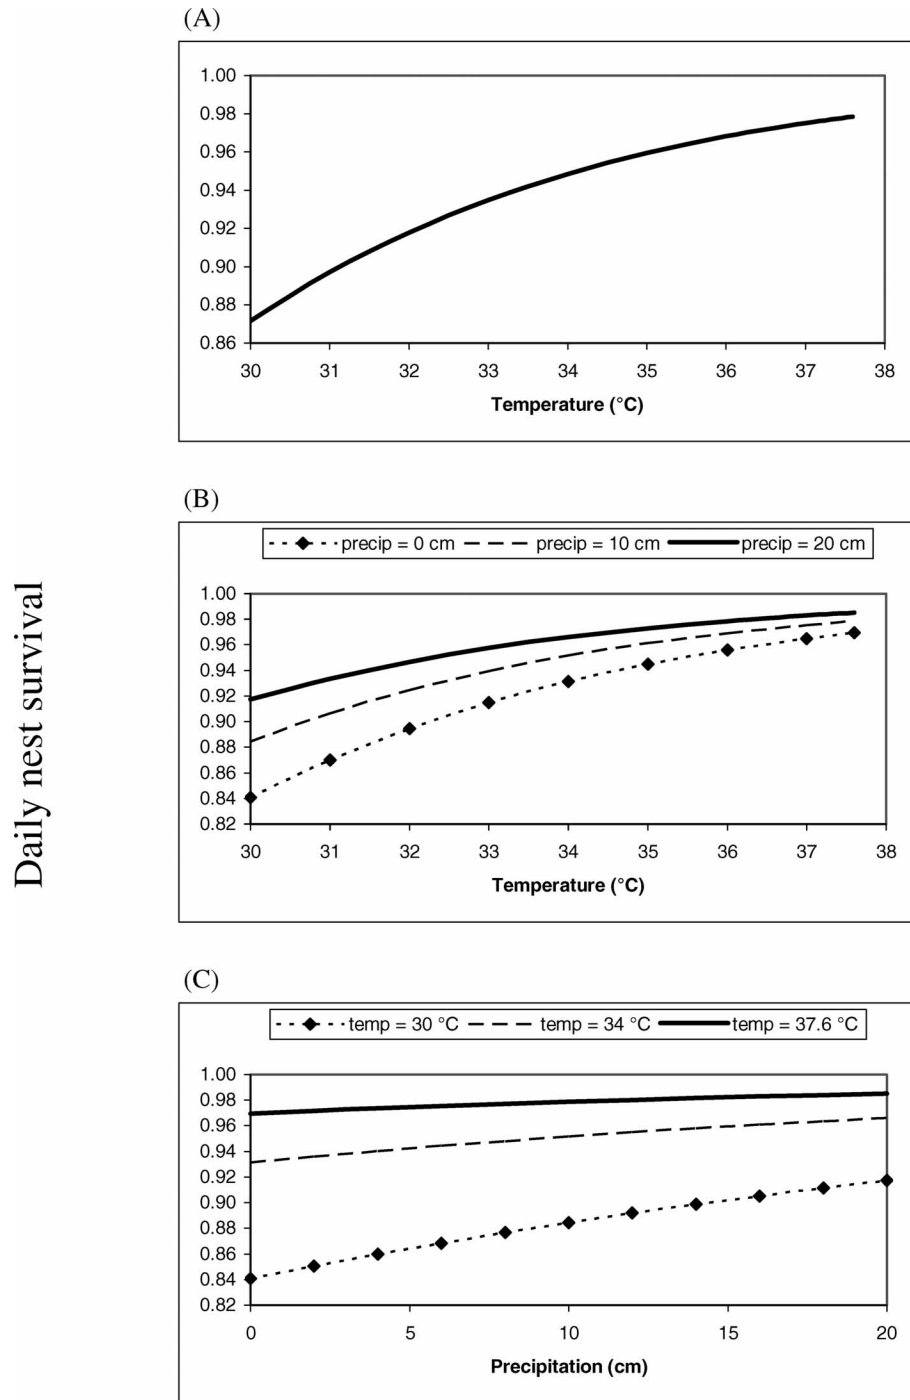 (A)
1.00
0.98
0.96
0.94
0.92
0.90
0.88
0.86
30 31 32 33 34 35 36 37 38
Temperature (°C)
Daily nest survival
(B)
precip = 0 cm precip = 10 cm precip = 20 cm
1.00
0.98
0.96
0.94
0.92
0.90
0.88
0.86
0.84
0.82
30 31 32 33 34 35 36 37 38
Temperature (°C)
(C)
temp = 30 °C temp = 34 °C temp = 37.6 °C
1.00
0.98
0.96
0.94
0.92
0.90
0.88
0.86
0.84
0.82
0 5 10 15 20
Precipitation (cm)